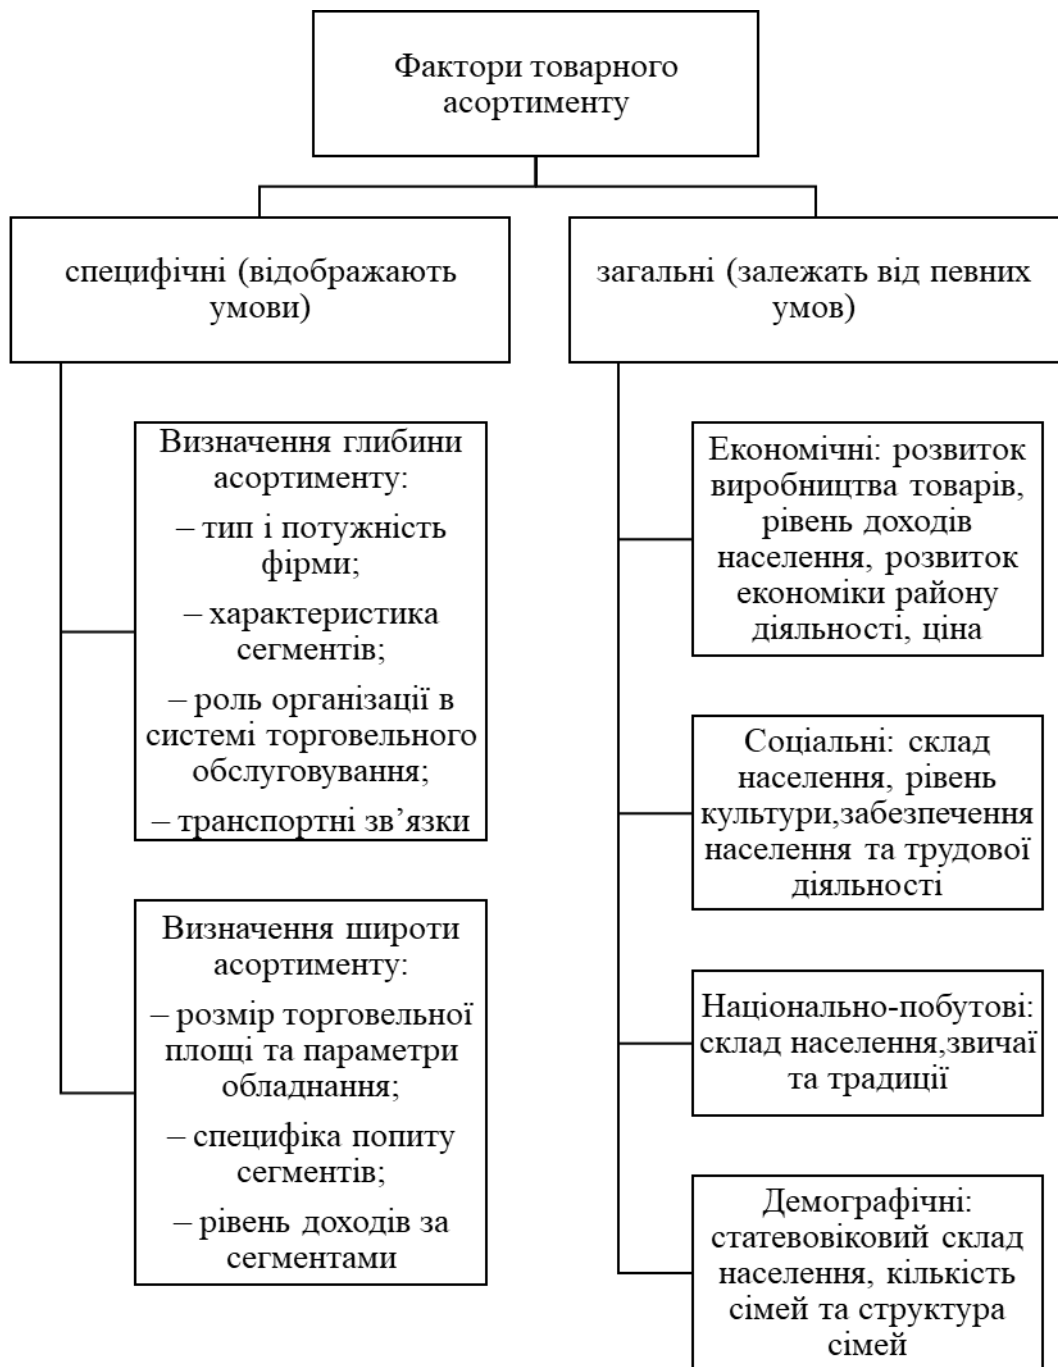 Фактори товарного
асортименту
специфічні (відображають
умови)
загальні (залежать від певних
умов)
Визначення глибини
асортименту:
– тип і потужність
фірми;
– характеристика
сегментів;
– роль організації в
системі торговельного
обслуговування;
– транспортні зв’язки
Визначення широти
асортименту:
– розмір торговельної
площі та параметри
обладнання;
– специфіка попиту
сегментів;
– рівень доходів за
сегментами
Економічні: розвиток
виробництва товарів,
рівень доходів
населення, розвиток
економіки району
діяльності, ціна
Соціальні: склад
населення, рівень
культури,забезпечення
населення та трудової
діяльності
Національно-побутові:
склад населення,звичаї
та традиції
Демографічні:
статевовіковий склад
населення, кількість
сімей та структура
сімей